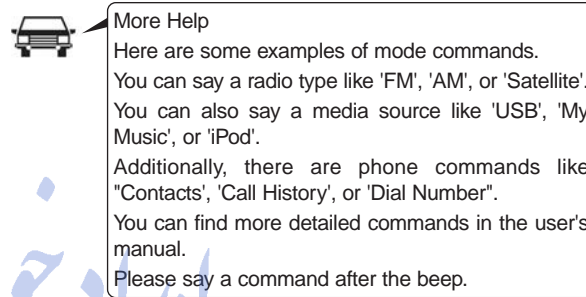 More Help
Here are some examples of mode commands.
You can say a radio type like 'FM', 'AM', or 'Satellite'.
You can also say a media source like 'USB', 'My
Music', or 'iPod'.
Additionally, there are phone commands like
"Contacts', 'Call History', or 'Dial Number".
You can find more detailed commands in the user's
manual.
Please say a command after the beep.